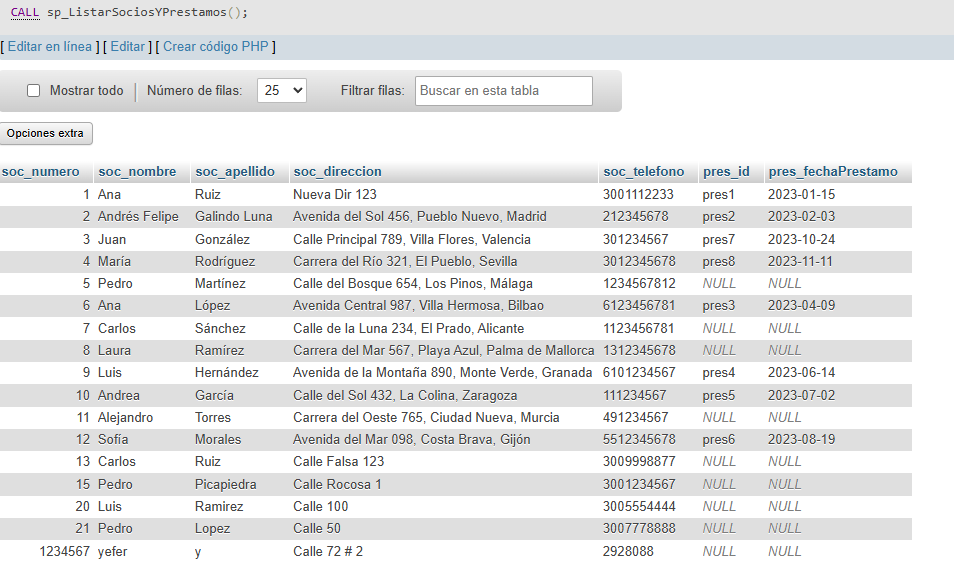 CALL sp_ListarSociosYPrestamos();
[ Editar en línea ] [ Editar ] [ Crear código PHP ]
Mostrar todo Número de filas: 25 Filtrar filas: Buscar en esta tabla
Opciones extra
soc_numero soc_nombre soc_apellido soc_direccion soc_telefono pres_id pres_fechaPrestamo
1 Ana Ruiz Nueva Dir 123 3001112233 pres1 2023-01-15
2 Andrés Felipe Galindo Luna Avenida del Sol 456, Pueblo Nuevo, Madrid 212345678 pres2 2023-02-03
3 Juan González Calle Principal 789, Villa Flores, Valencia 301234567 pres7 2023-10-24
4 María Rodríguez Carrera del Río 321, El Pueblo, Sevilla 3012345678 pres8 2023-11-11
5 Pedro Martínez Calle del Bosque 654, Los Pinos, Málaga 1234567812 NULL NULL
6 Ana López Avenida Central 987, Villa Hermosa, Bilbao 6123456781 pres3 2023-04-09
7 Carlos Sánchez Calle de la Luna 234, El Prado, Alicante 1123456781 NULL NULL
8 Laura Ramírez Carrera del Mar 567, Playa Azul, Palma de Mallorca 1312345678 NULL NULL
9 Luis Hernández Avenida de la Montaña 890, Monte Verde, Granada 6101234567 pres4 2023-06-14
10 Andrea García Calle del Sol 432, La Colina, Zaragoza 111234567 pres5 2023-07-02
11 Alejandro Torres Carrera del Oeste 765, Ciudad Nueva, Murcia 491234567 NULL NULL
12 Sofía Morales Avenida del Mar 098, Costa Brava, Gijón 5512345678 pres6 2023-08-19
13 Carlos Ruiz Calle Falsa 123 3009998877 NULL NULL
15 Pedro Picapiedra Calle Rocosa 1 3001234567 NULL NULL
20 Luis Ramirez Calle 100 3005554444 NULL NULL
21 Pedro Lopez Calle 50 3007778888 NULL NULL
1234567 yefer y Calle 72 # 2 2928088 NULL NULL